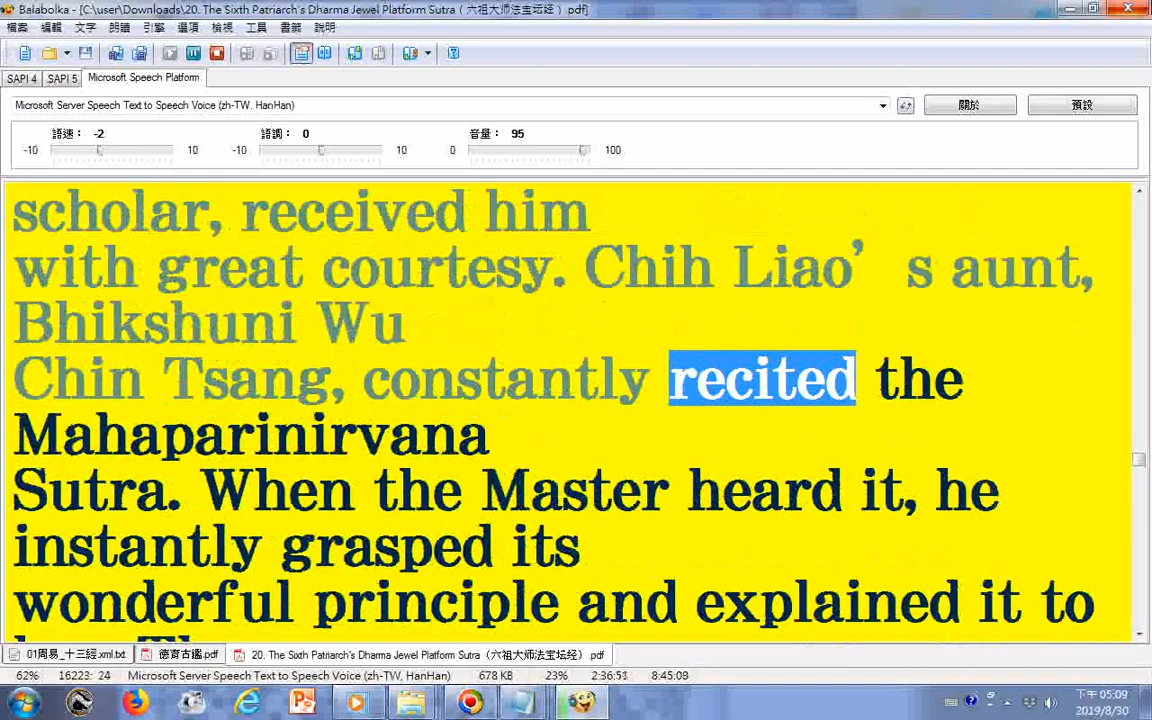 Balabolka - [C:\user\Downloads\20. The Sixth Patriarch's Dharma Jewel Platform Sutra（六祖大师法宝坛经）.pdf]
檔案 編輯 文字 朗讀 引擎 選項 檢視 工具 書籤 說明
SAPI 4 SAPI 5 Microsoft Speech Platform
Microsoft Server Speech Text to Speech Voice (zh-TW, HanHan) 關於 預設
語速： -2 語調： 0 音量： 95
-10 10 -10 10 0 100
scholar, received him
with great courtesy. Chih Liao’s aunt,
Bhikshuni Wu
Chin Tsang, constantly recited the
Mahaparinirvana
Sutra. When the Master heard it, he
instantly grasped its
wonderful principle and explained it to
01周易_十三經.xml.txt 德育古鑑.pdf 20. The Sixth Patriarch's Dharma Jewel Platform Sutra（六祖大师法宝坛经）.pdf
62% 16223: 24 Microsoft Server Speech Text to Speech Voice (zh-TW, HanHan) 678 KB 23% 2:36:51 8:45:08
下午 05:09
2019/8/30